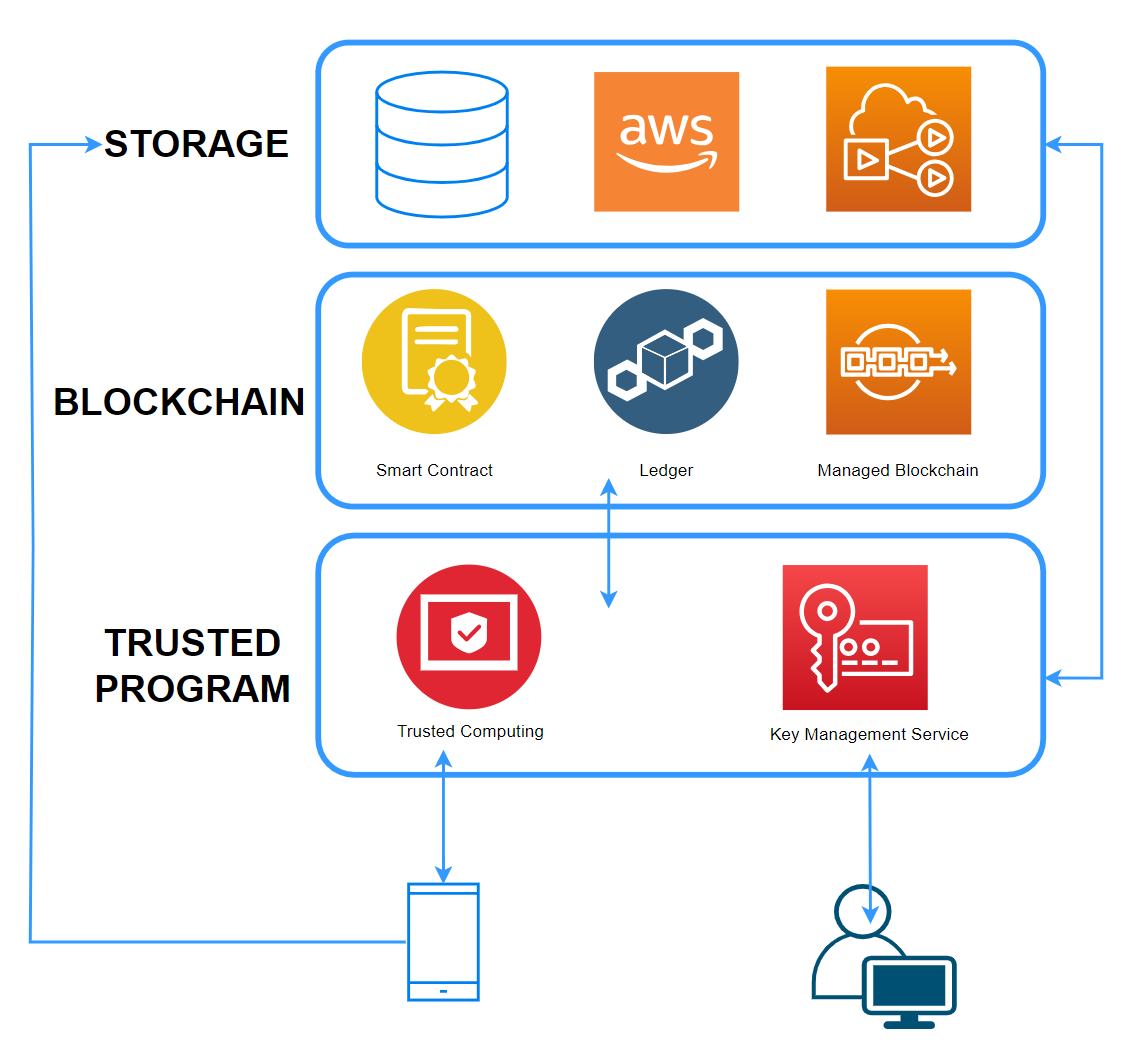 STORAGE
aws
BLOCKCHAIN
Smart Contract
Ledger
Managed Blockchain
TRUSTED
PROGRAM
Trusted Computing
Key Management Service